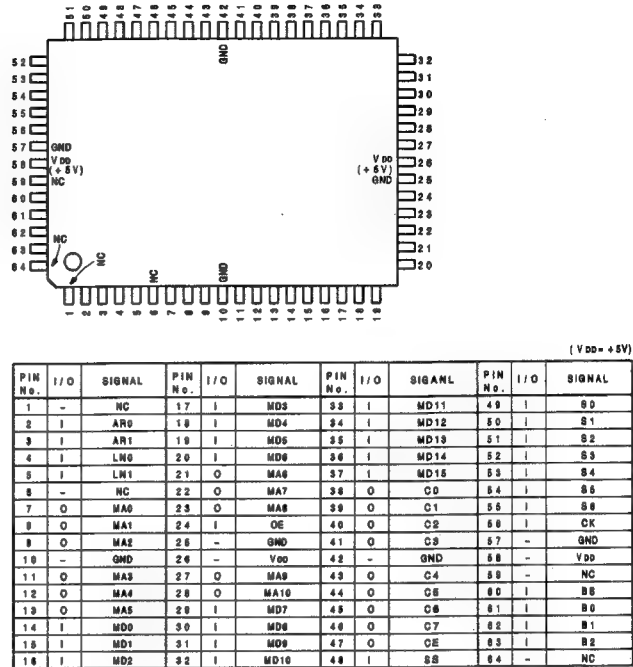 51 50 49 48 47 46 45 44 43 42 41 40 39 38 37 36 35 34 33
GND
52
53
54
55
56
57 GND
58 VDD
(+5V)
59 NC
60
61
62
63
64
NC
NC
NC
GND
32
31
30
29
28
27
VDD 26
(+5V)
GND 25
24
23
22
21
20
1 2 3 4 5 6 7 8 9 10 11 12 13 14 15 16 17 18 19
(VDD=+5V)
PIN No. I/O SIGNAL PIN No. I/O SIGNAL PIN No. I/O SIGANL PIN No. I/O SIGNAL
1 - NC 17 I MD3 33 I MD11 49 I S0
2 I AR0 18 I MD4 34 I MD12 50 I S1
3 I AR1 19 I MD5 35 I MD13 51 I S2
4 I LN0 20 I MD6 36 I MD14 52 I S3
5 I LN1 21 O MA6 37 I MD15 53 I S4
6 - NC 22 O MA7 38 O C0 54 I S5
7 O MA0 23 O MA8 39 O C1 55 I S6
8 O MA1 24 I OE 40 O C2 56 I CK
9 O MA2 25 - GND 41 O C3 57 - GND
10 - GND 26 - VDD 42 - GND 58 - VDD
11 O MA3 27 O MA9 43 O C4 59 - NC
12 O MA4 28 O MA10 44 O C5 60 I BS
13 O MA5 29 I MD7 45 O C6 61 I B0
14 I MD0 30 I MD8 46 O C7 62 I B1
15 I MD1 31 I MD9 47 O CE 63 I B2
16 I MD2 32 I MD10 48 I SS 64 - NC